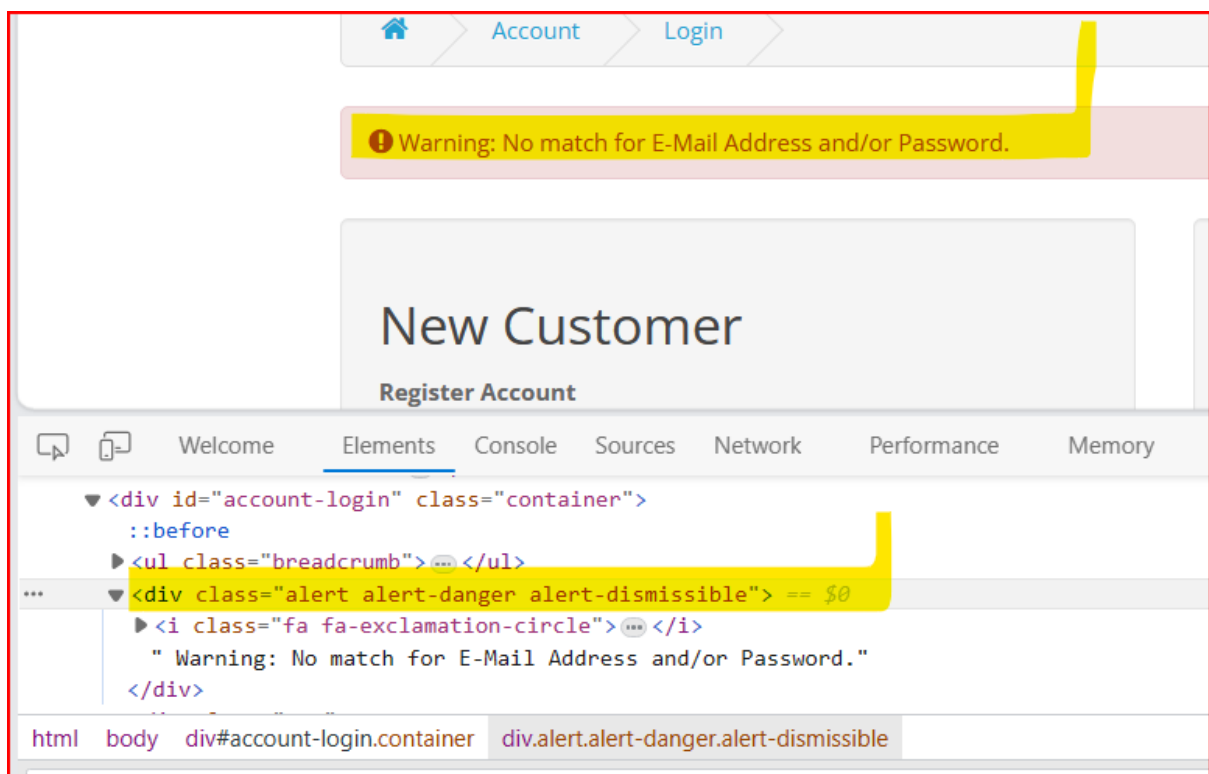 Account Login
Warning: No match for E-Mail Address and/or Password.
New Customer
Register Account
Welcome Elements Console Sources Network Performance Memory
<div id="account-login" class="container">
::before
<ul class="breadcrumb"> ... </ul>
... <div class="alert alert-danger alert-dismissible"> == $0
<i class="fa fa-exclamation-circle"> ... </i>
" Warning: No match for E-Mail Address and/or Password."
</div>
html body div#account-login.container div.alert.alert-danger.alert-dismissible